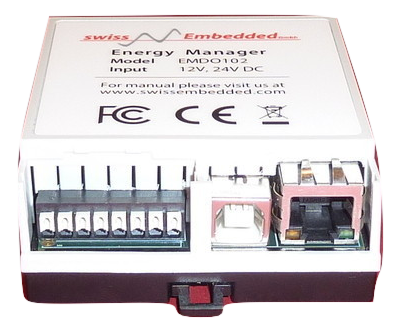 swiss Embedded GmbH
Energy Manager
Model EMDO102
Input 12V, 24V DC
For manual please visit us at
www.swissembedded.com
FC CE